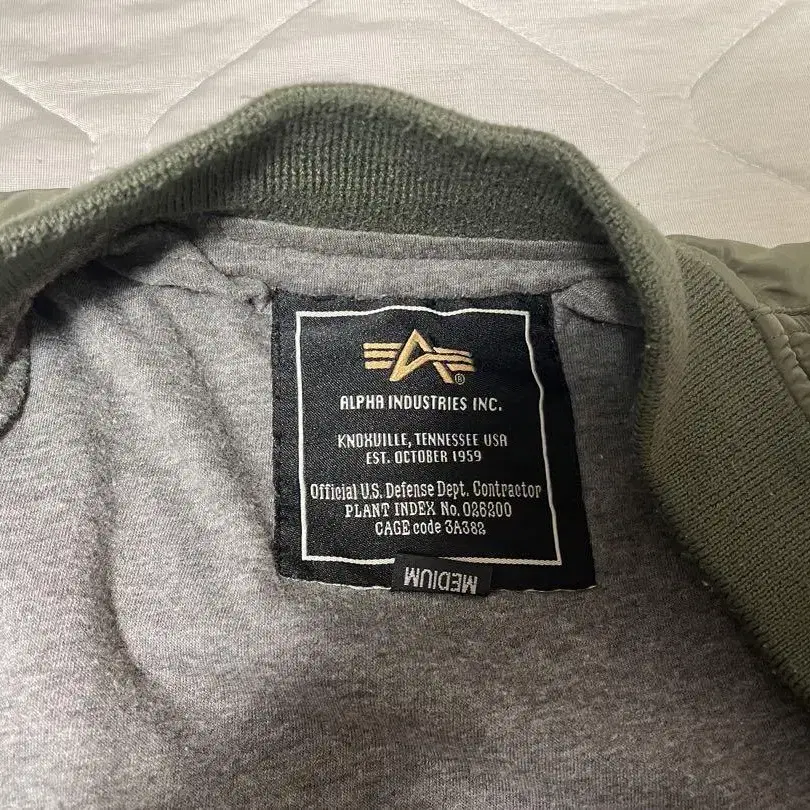 ALPHA INDUSTRIES INC.
KNOXVILLE, TENNESSEE USA
EST. OCTOBER 1959
Official U.S. Defense Dept. Contractor
PLANT INDEX No. 026200
CAGE code 3A382
MEDIUM